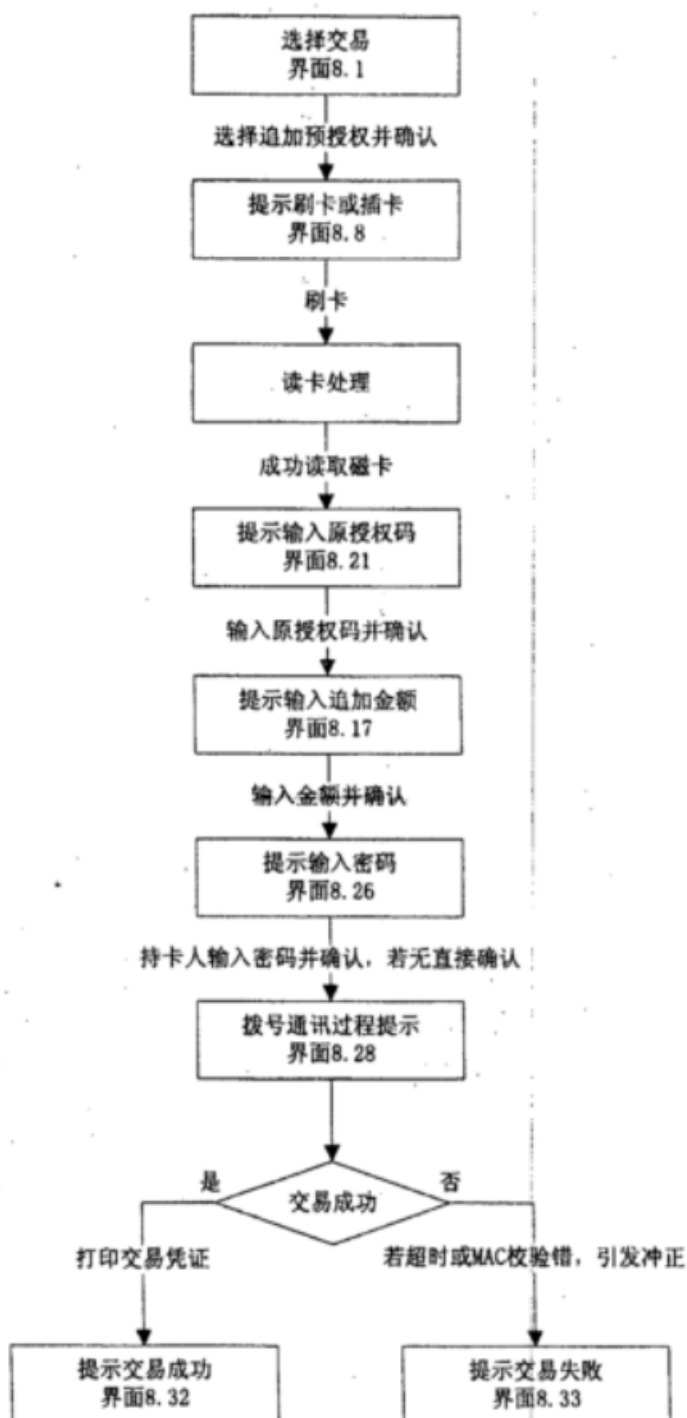 选择交易
界面8.1
选择追加预授权并确认
提示刷卡或插卡
界面8.8
刷卡
读卡处理
成功读取磁卡
提示输入原授权码
界面8.21
输入原授权码并确认
提示输入追加金额
界面8.17
输入金额并确认
提示输入密码
界面8.26
持卡人输入密码并确认，若无直接确认
拨号通讯过程提示
界面8.28
是
交易成功
否
打印交易凭证
若超时或MAC校验错，引发冲正
提示交易成功
界面8.32
提示交易失败
界面8.33